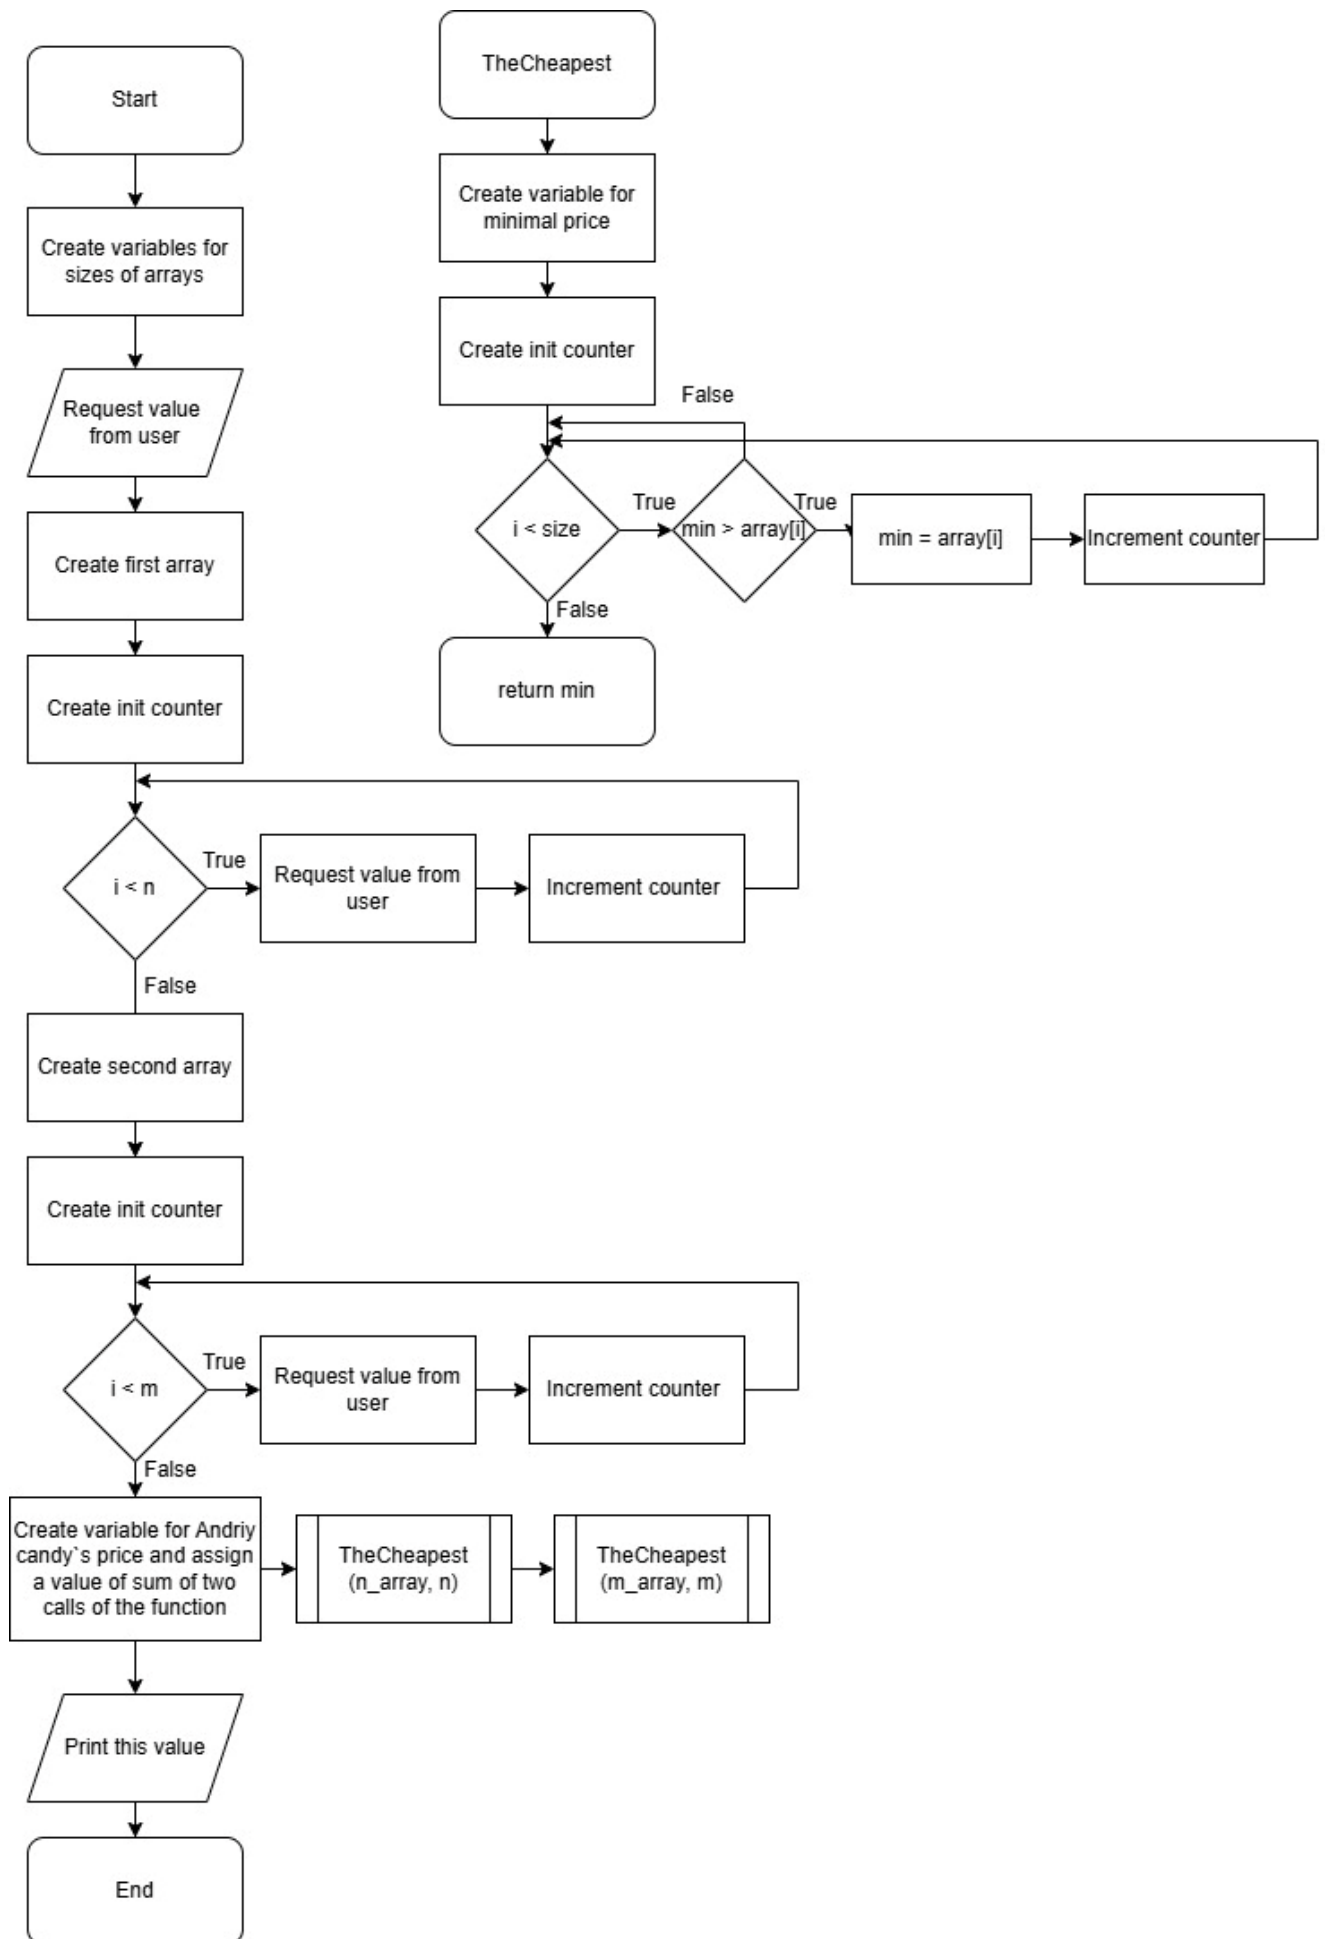 Start
Create variables for
sizes of arrays
Request value
from user
Create first array
Create init counter
i < n
True
Request value from
user
Increment counter
False
Create second array
Create init counter
i < m
True
Request value from
user
Increment counter
False
Create variable for Andriy
candy`s price and assign
a value of sum of two
calls of the function
TheCheapest
(n_array, n)
TheCheapest
(m_array, m)
Print this value
End
TheCheapest
Create variable for
minimal price
Create init counter
False
i < size
True
min > array[i]
True
min = array[i]
Increment counter
False
return min